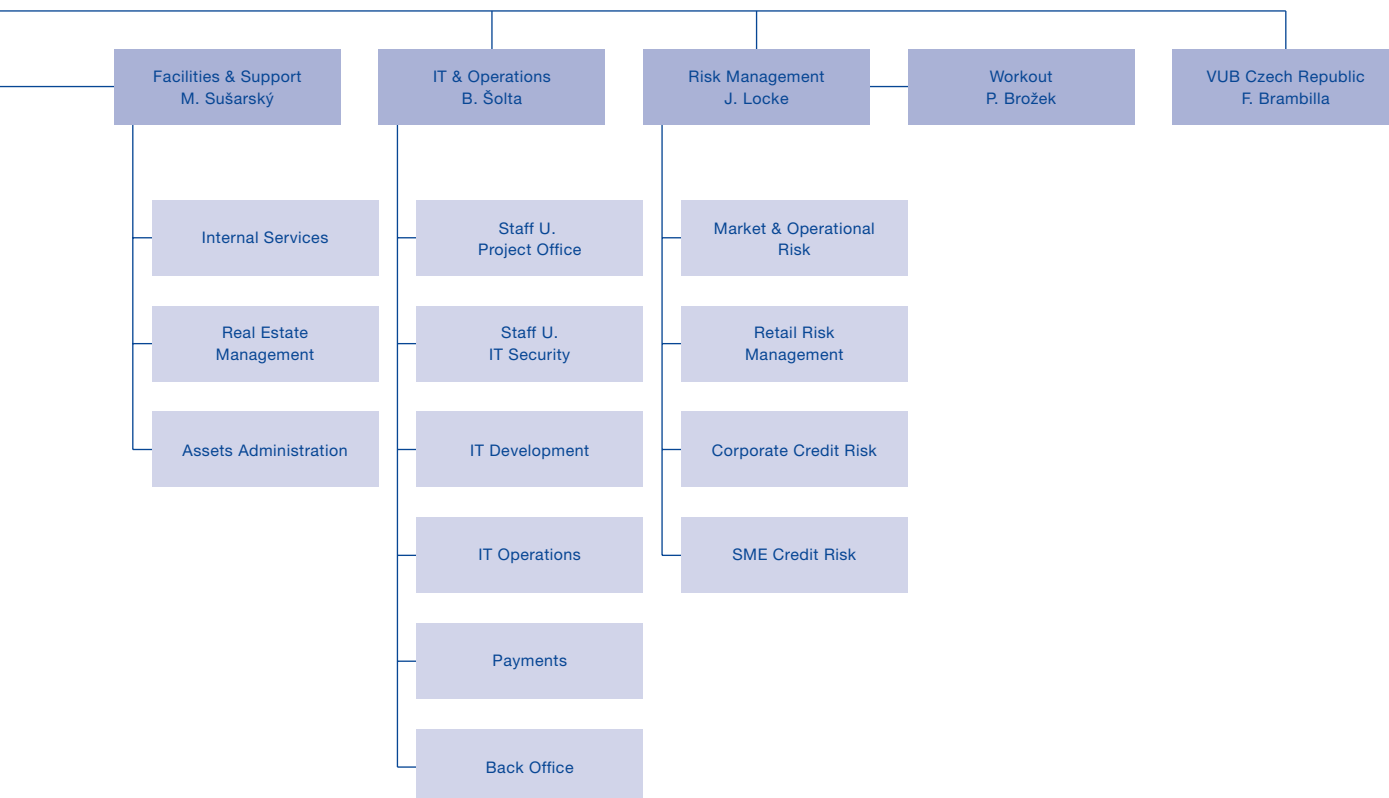 Facilities & Support
M. Sušarský
IT & Operations
B. Šolta
Risk Management
J. Locke
Workout
P. Brožek
VUB Czech Republic
F. Brambilla
Internal Services
Real Estate
Management
Assets Administration
Staff U.
Project Office
Staff U.
IT Security
IT Development
IT Operations
Payments
Back Office
Market & Operational
Risk
Retail Risk
Management
Corporate Credit Risk
SME Credit Risk